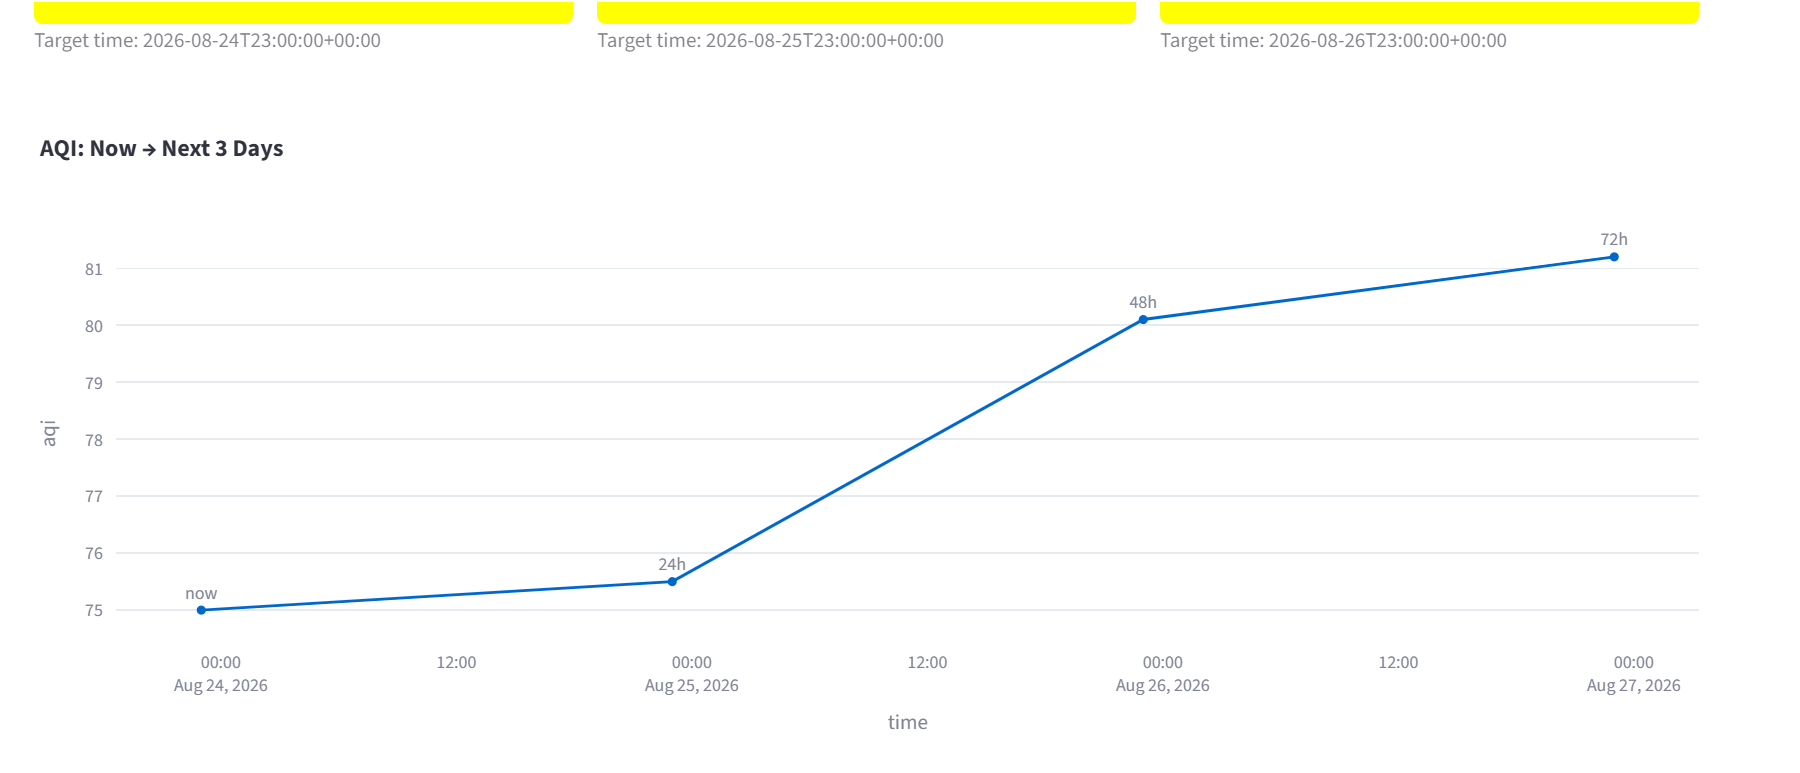 Target time: 2026-08-24T23:00:00+00:00
Target time: 2026-08-25T23:00:00+00:00
Target time: 2026-08-26T23:00:00+00:00
AQI: Now → Next 3 Days
72h
81
48h
80
79
aqi
78
77
76
24h
now
75
00:00
Aug 24, 2026
12:00
00:00
Aug 25, 2026
12:00
00:00
Aug 26, 2026
12:00
00:00
Aug 27, 2026
time